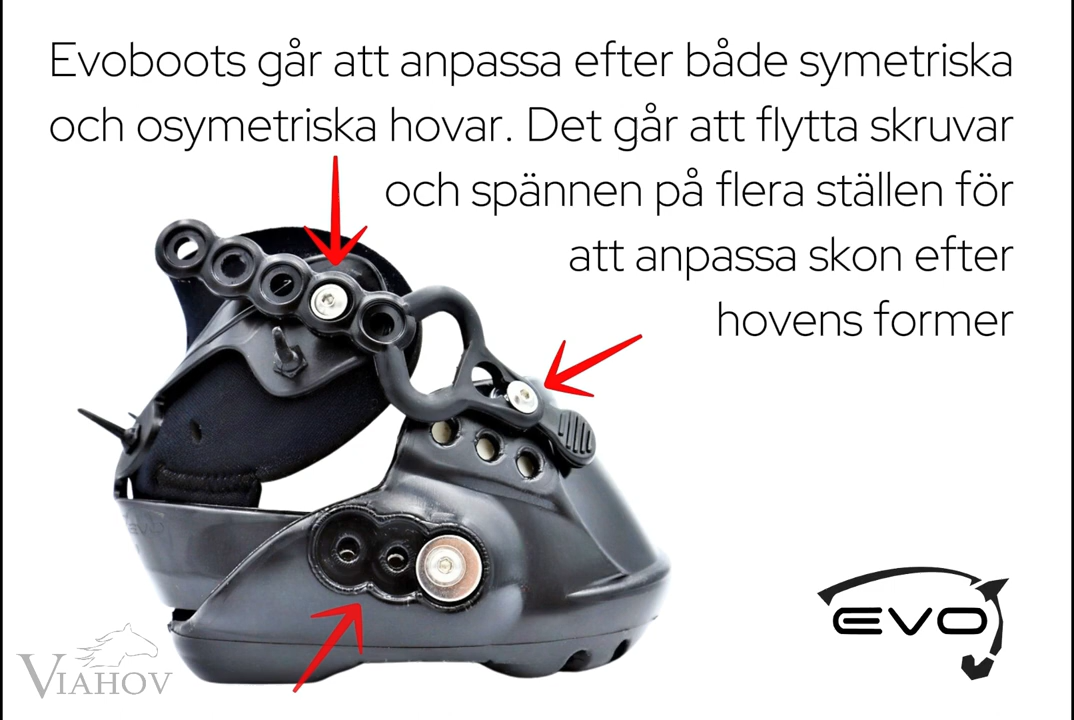 Evoboots går att anpassa efter både symetriska
och osymetriska hovar. Det går att flytta skruvar
och spännen på flera ställen för
att anpassa skon efter
hovens former
EVO
VIAHOV